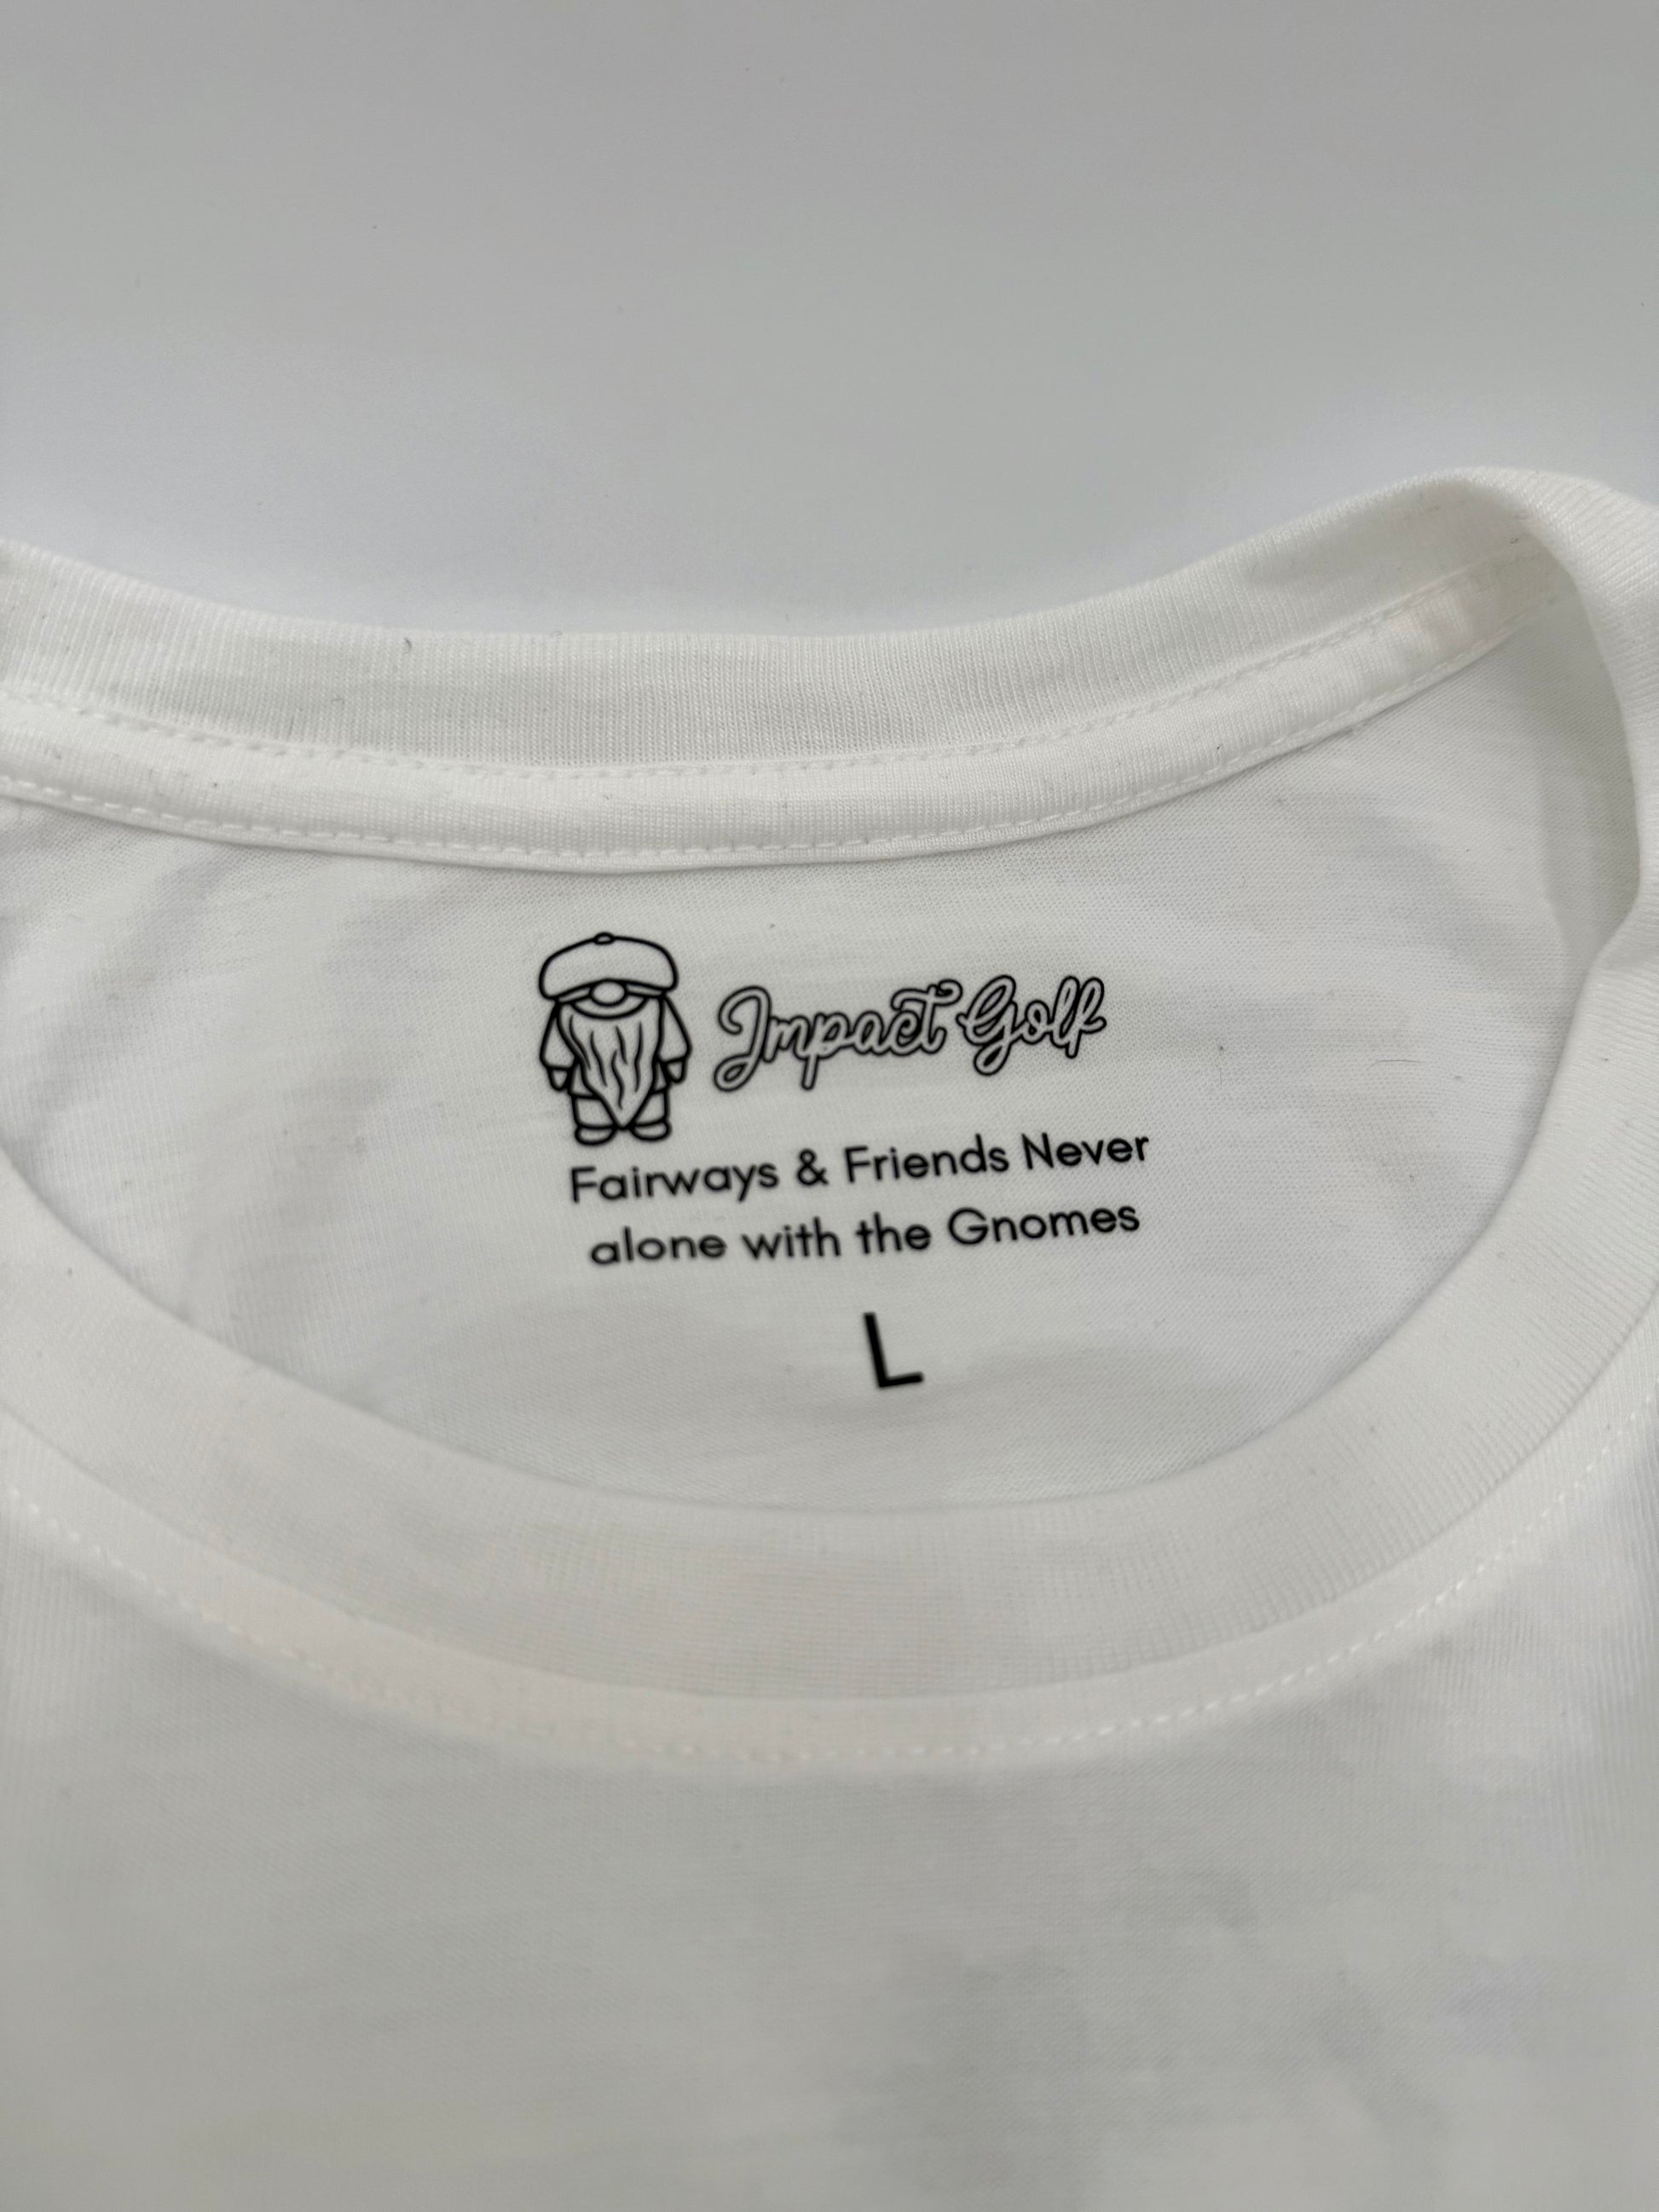 Impact Golf
Fairways & Friends Never
alone with the Gnomes
L